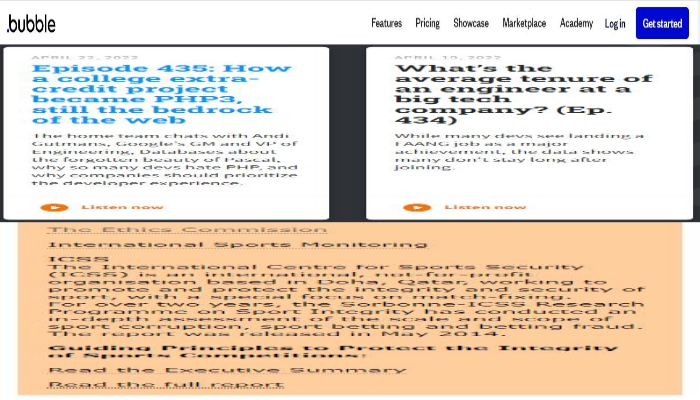 .bubble
Features Pricing Showcase Marketplace Academy Log in Get started
APRIL 22, 2022
Episode 435: How
a college extra-
credit project
became PHP3,
still the bedrock
of the web
The home team chats with Andi
Gutmans, Google's GM and VP of
Engineering, Databases about
the forgotten beauty of Pascal,
why so many devs hate PHP, and
why companies should prioritize
the developer experience.
Listen now
APRIL 19, 2022
What's the
average tenure of
an engineer at a
big tech
company? (Ep.
434)
While many devs see landing a
FAANG job as a major
achievement, the data shows
many don't stay long after
joining.
Listen now
The Ethics Commission
International Sports Monitoring
ICSS
The International Centre for Sports Security
(ICSS) is an international, not-for-profit
organisation based in Doha, Qatar, working to
promote and protect the integrity and security of
sport, with a special focus on match-fixing.
For over two years, the Sorbonne-ICSS Research
Programme on Sport Integrity has conducted an
in-depth assessment of the scale and scope of
sport corruption, sport betting and betting fraud.
The report was released in May 2014.
Guiding Principles to Protect the Integrity
of Sports Competitions:
Read the Executive Summary
Read the full report